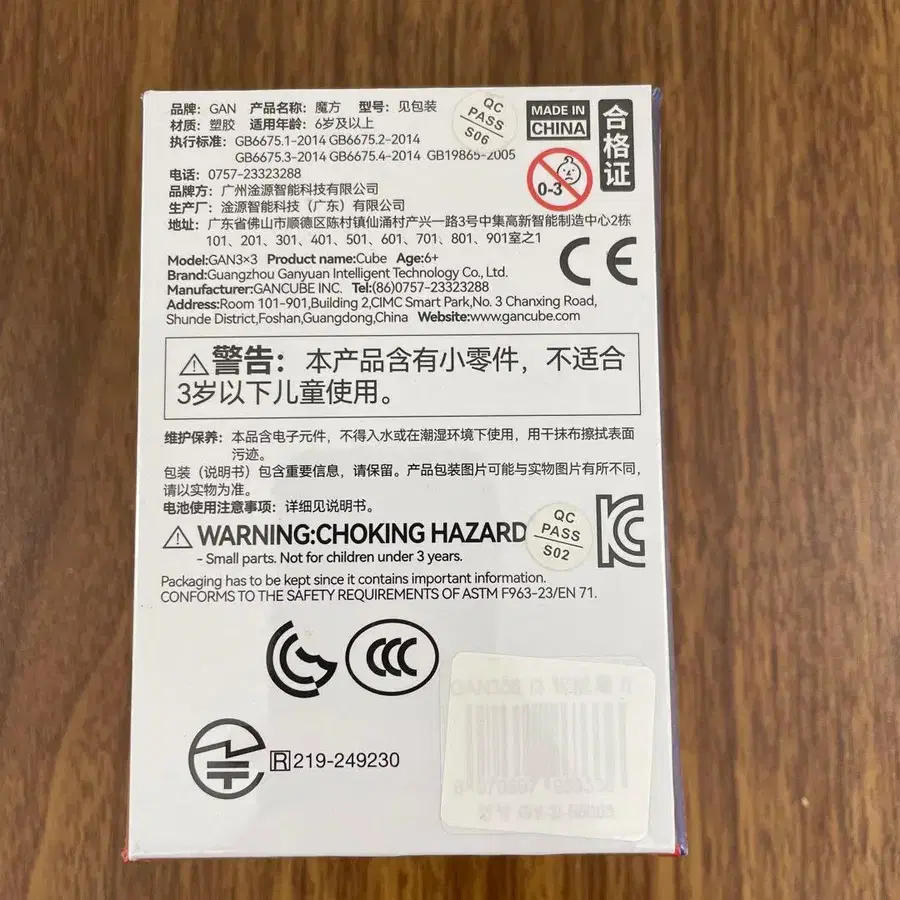 品牌：GAN 产品名称：魔方 型号：见包装
材质：塑胶 适用年龄：6岁及以上
执行标准：GB6675.1-2014 GB6675.2-2014
GB6675.3-2014 GB6675.4-2014 GB19865-2005
电话：0757-23323288
品牌方：广州淦源智能科技有限公司
生产厂：淦源智能科技（广东）有限公司
地址：广东省佛山市顺德区陈村镇仙涌村产兴一路3号中集高新智能制造中心2栋
101、201、301、401、501、601、701、801、901室之1
QC
PASS
S06
MADE IN
CHINA
合格证
0-3
CE
Model:GAN3×3 Product name:Cube Age:6+
Brand:Guangzhou Ganyuan Intelligent Technology Co., Ltd.
Manufacturer:GANCUBE INC. Tel:(86)0757-23323288
Address:Room 101-901,Building 2,CIMC Smart Park,No. 3 Chanxing Road,
Shunde District,Foshan,Guangdong,China Website:www.gancube.com
警告：本产品含有小零件，不适合
3岁以下儿童使用。
维护保养：本品含电子元件，不得入水或在潮湿环境下使用，用干抹布擦拭表面
污迹。
包装（说明书）包含重要信息，请保留。产品包装图片可能与实物图片有所不同，
请以实物为准。
电池使用注意事项：详细见说明书。
WARNING:CHOKING HAZARD
- Small parts. Not for children under 3 years.
QC
PASS
S02
KC
Packaging has to be kept since it contains important information.
CONFORMS TO THE SAFETY REQUIREMENTS OF ASTM F963-23/EN 71.
CCC
R 219-249230